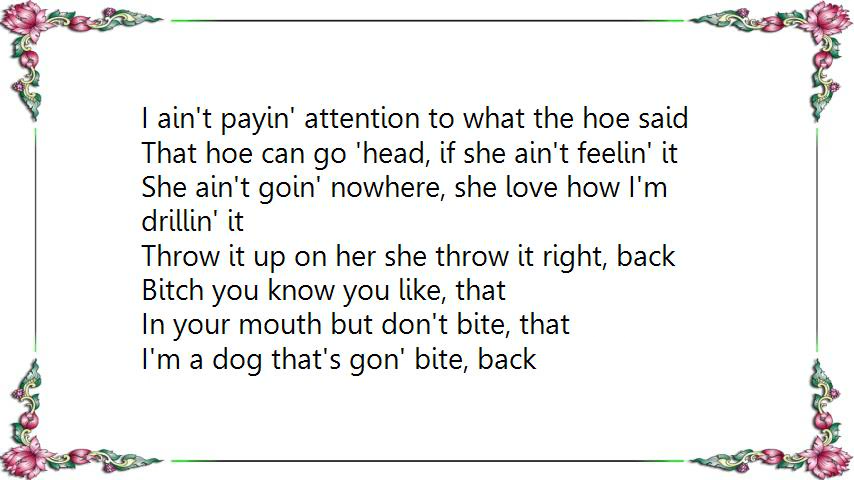 I ain't payin' attention to what the hoe said
That hoe can go 'head, if she ain't feelin' it
She ain't goin' nowhere, she love how I'm
drillin' it
Throw it up on her she throw it right, back
Bitch you know you like, that
In your mouth but don't bite, that
I'm a dog that's gon' bite, back